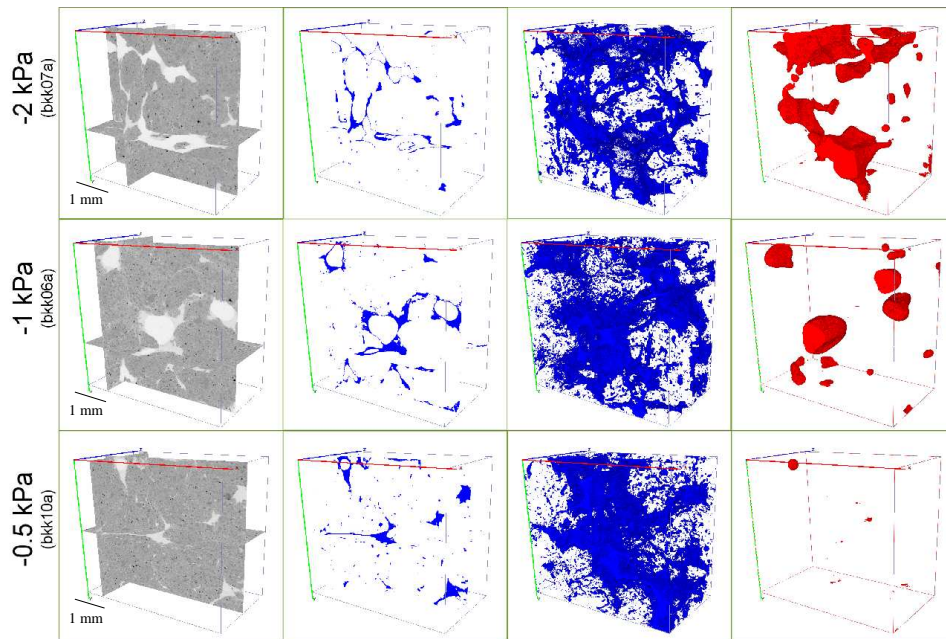 -2 kPa
(bkk07a)
1 mm
-1 kPa
(bkk06a)
1 mm
-0.5 kPa
(bkk10a)
1 mm